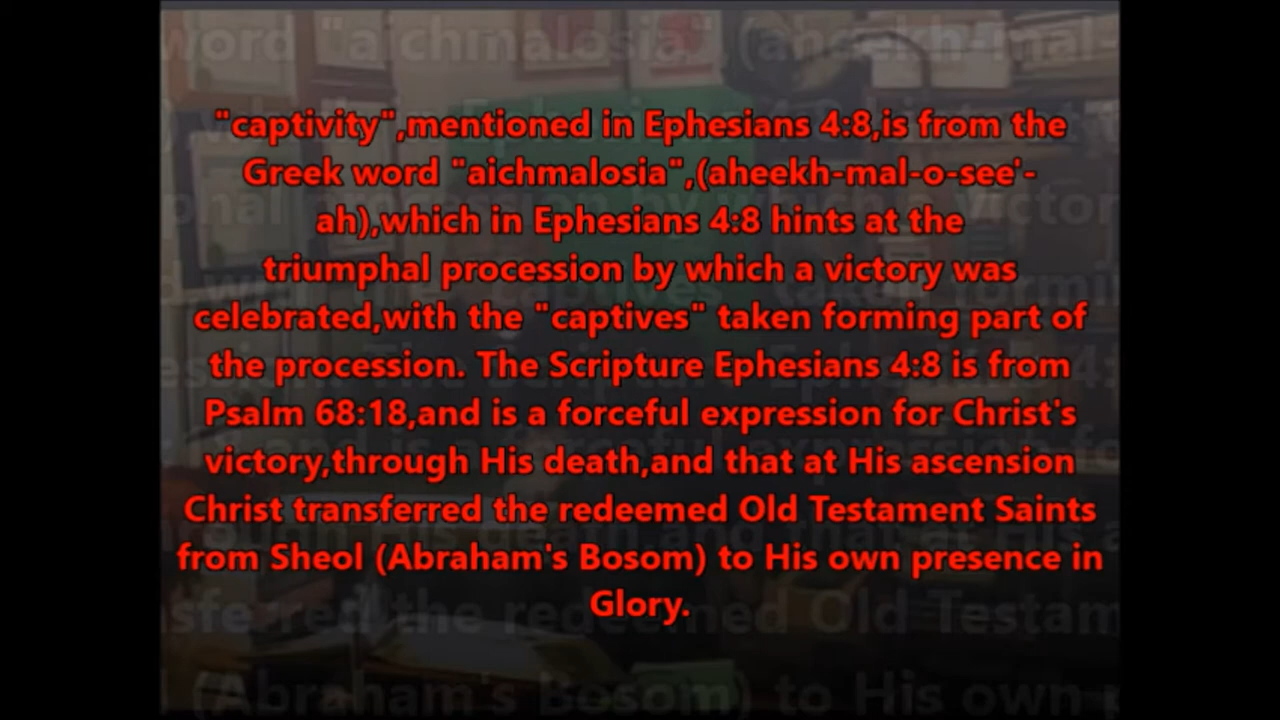 "captivity",mentioned in Ephesians 4:8,is from the
Greek word "aichmalosia",(aheekh-mal-o-see'-
ah),which in Ephesians 4:8 hints at the
triumphal procession by which a victory was
celebrated,with the "captives" taken forming part of
the procession. The Scripture Ephesians 4:8 is from
Psalm 68:18,and is a forceful expression for Christ's
victory,through His death,and that at His ascension
Christ transferred the redeemed Old Testament Saints
from Sheol (Abraham's Bosom) to His own presence in
Glory.